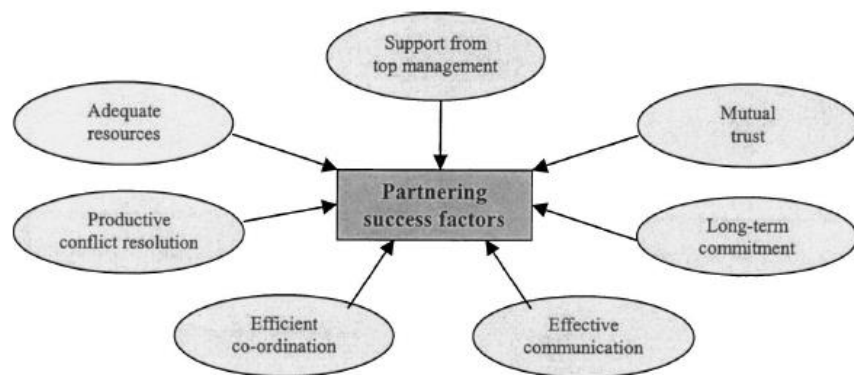 Support from
top management
Adequate
resources
Mutual
trust
Partnering
success factors
Productive
conflict resolution
Long-term
commitment
Efficient
co-ordination
Effective
communication